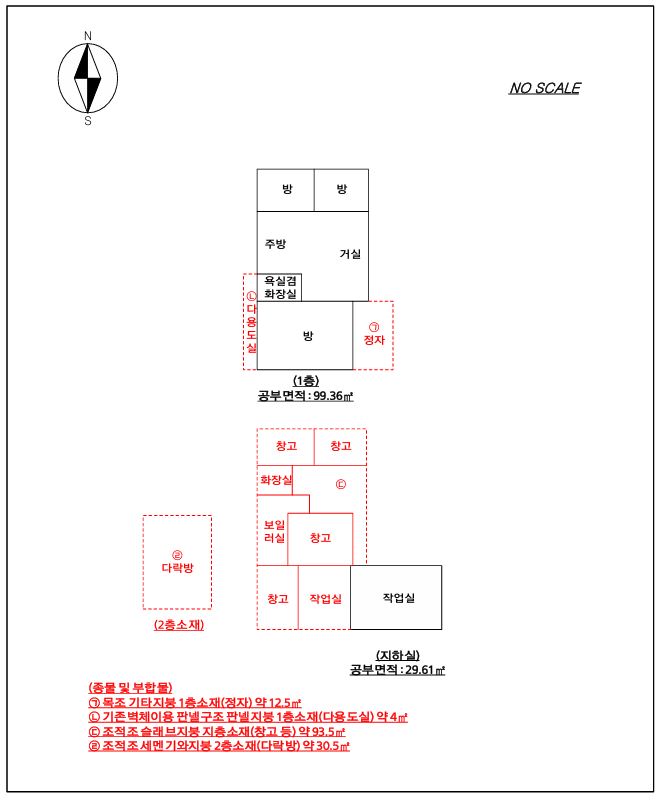 N
S
NO SCALE
방 방
주방
거실
욕실겸
화장실
㉡
다
용
도
실
방
㉠
정자
(1층)
공부면적 : 99.36㎡
창고 창고
화장실
㉢
보일
러실
창고
㉣
다락방
창고 작업실 작업실
(2층소재)
(지하실)
공부면적 : 29.61㎡
(종물 및 부합물)
㉠ 목조 기타지붕 1층소재(정자) 약 12.5㎡
㉡ 기존벽체이용 판넬구조 판넬지붕 1층소재(다용도실) 약 4㎡
㉢ 조적조 슬래브지붕 지층소재(창고 등) 약 93.5㎡
㉣ 조적조 세멘기와지붕 2층소재(다락방) 약 30.5㎡